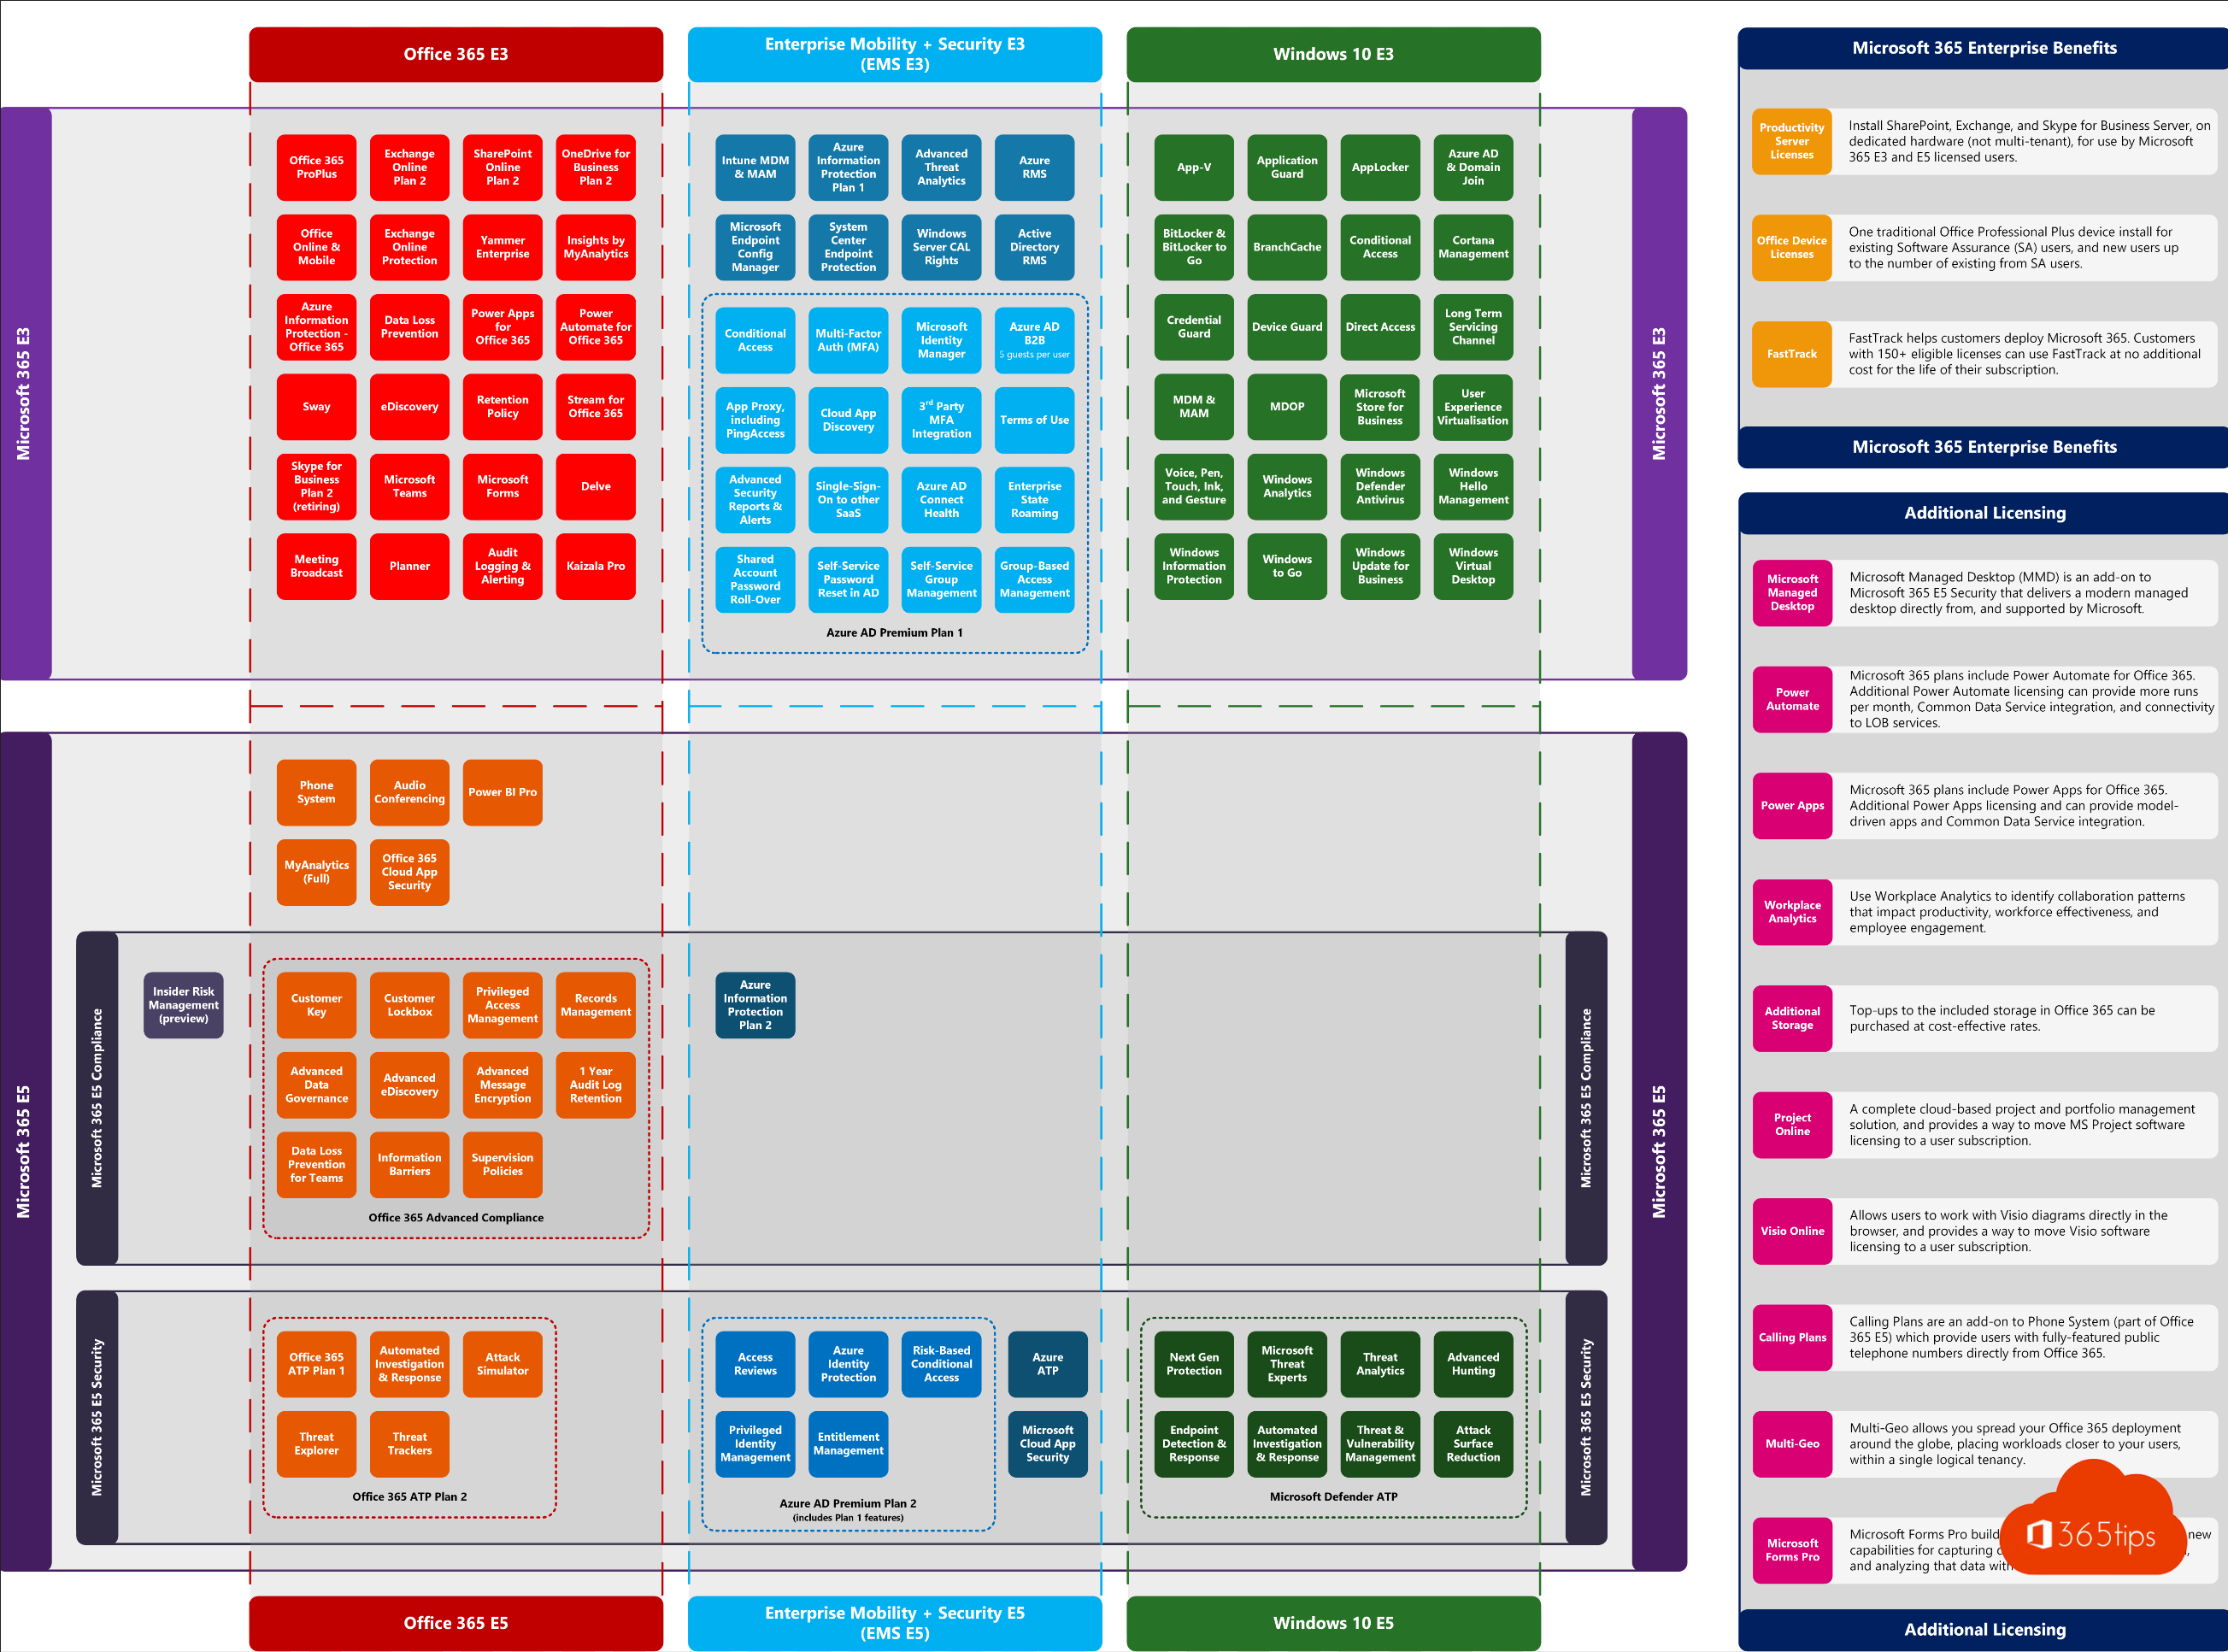 Office 365 E3
Enterprise Mobility + Security E3
(EMS E3)
Windows 10 E3
Microsoft 365 E3
Office 365
ProPlus
Exchange
Online
Plan 2
SharePoint
Online
Plan 2
OneDrive for
Business
Plan 2
Office
Online &
Mobile
Exchange
Online
Protection
Yammer
Enterprise
Insights by
MyAnalytics
Azure
Information
Protection -
Office 365
Data Loss
Prevention
Power Apps
for
Office 365
Power
Automate for
Office 365
Sway
eDiscovery
Retention
Policy
Stream for
Office 365
Skype for
Business
Plan 2
(retiring)
Microsoft
Teams
Microsoft
Forms
Delve
Meeting
Broadcast
Planner
Audit
Logging &
Alerting
Kaizala Pro
Intune MDM
& MAM
Azure
Information
Protection
Plan 1
Advanced
Threat
Analytics
Azure
RMS
Microsoft
Endpoint
Config
Manager
System
Center
Endpoint
Protection
Windows
Server CAL
Rights
Active
Directory
RMS
Conditional
Access
Multi-Factor
Auth (MFA)
Microsoft
Identity
Manager
Azure AD
B2B
5 guests per user
App Proxy,
including
PingAccess
Cloud App
Discovery
3rd Party
MFA
Integration
Terms of Use
Advanced
Security
Reports &
Alerts
Single-Sign-
On to other
SaaS
Azure AD
Connect
Health
Enterprise
State
Roaming
Shared
Account
Password
Roll-Over
Self-Service
Password
Reset in AD
Self-Service
Group
Management
Group-Based
Access
Management
Azure AD Premium Plan 1
App-V
Application
Guard
AppLocker
Azure AD
& Domain
Join
BitLocker &
BitLocker to
Go
BranchCache
Conditional
Access
Cortana
Management
Credential
Guard
Device Guard
Direct Access
Long Term
Servicing
Channel
MDM &
MAM
MDOP
Microsoft
Store for
Business
User
Experience
Virtualisation
Voice, Pen,
Touch, Ink,
and Gesture
Windows
Analytics
Windows
Defender
Antivirus
Windows
Hello
Management
Windows
Information
Protection
Windows
to Go
Windows
Update for
Business
Windows
Virtual
Desktop
Microsoft 365 E3
Microsoft 365 E5
Phone
System
Audio
Conferencing
Power BI Pro
MyAnalytics
(Full)
Office 365
Cloud App
Security
Microsoft 365 E5 Compliance
Insider Risk
Management
(preview)
Customer
Key
Customer
Lockbox
Privileged
Access
Management
Records
Management
Advanced
Data
Governance
Advanced
eDiscovery
Advanced
Message
Encryption
1 Year
Audit Log
Retention
Data Loss
Prevention
for Teams
Information
Barriers
Supervision
Policies
Office 365 Advanced Compliance
Azure
Information
Protection
Plan 2
Microsoft 365 E5 Compliance
Microsoft 365 E5 Security
Office 365
ATP Plan 1
Automated
Investigation
& Response
Attack
Simulator
Threat
Explorer
Threat
Trackers
Office 365 ATP Plan 2
Access
Reviews
Azure
Identity
Protection
Risk-Based
Conditional
Access
Azure
ATP
Privileged
Identity
Management
Entitlement
Management
Microsoft
Cloud App
Security
Azure AD Premium Plan 2
(includes Plan 1 features)
Next Gen
Protection
Microsoft
Threat
Experts
Threat
Analytics
Advanced
Hunting
Endpoint
Detection &
Response
Automated
Investigation
& Response
Threat &
Vulnerability
Management
Attack
Surface
Reduction
Microsoft Defender ATP
Microsoft 365 E5 Security
Microsoft 365 E5
Office 365 E5
Enterprise Mobility + Security E5
(EMS E5)
Windows 10 E5
Microsoft 365 Enterprise Benefits
Productivity
Server
Licenses
Install SharePoint, Exchange, and Skype for Business Server, on
dedicated hardware (not multi-tenant), for use by Microsoft
365 E3 and E5 licensed users.
Office Device
Licenses
One traditional Office Professional Plus device install for
existing Software Assurance (SA) users, and new users up
to the number of existing from SA users.
FastTrack
FastTrack helps customers deploy Microsoft 365. Customers
with 150+ eligible licenses can use FastTrack at no additional
cost for the life of their subscription.
Microsoft 365 Enterprise Benefits
Additional Licensing
Microsoft
Managed
Desktop
Microsoft Managed Desktop (MMD) is an add-on to
Microsoft 365 E5 Security that delivers a modern managed
desktop directly from, and supported by Microsoft.
Power
Automate
Microsoft 365 plans include Power Automate for Office 365.
Additional Power Automate licensing can provide more runs
per month, Common Data Service integration, and connectivity
to LOB services.
Power Apps
Microsoft 365 plans include Power Apps for Office 365.
Additional Power Apps licensing and can provide model-
driven apps and Common Data Service integration.
Workplace
Analytics
Use Workplace Analytics to identify collaboration patterns
that impact productivity, workforce effectiveness, and
employee engagement.
Additional
Storage
Top-ups to the included storage in Office 365 can be
purchased at cost-effective rates.
Project
Online
A complete cloud-based project and portfolio management
solution, and provides a way to move MS Project software
licensing to a user subscription.
Visio Online
Allows users to work with Visio diagrams directly in the
browser, and provides a way to move Visio software
licensing to a user subscription.
Calling Plans
Calling Plans are an add-on to Phone System (part of Office
365 E5) which provide users with fully-featured public
telephone numbers directly from Office 365.
Multi-Geo
Multi-Geo allows you spread your Office 365 deployment
around the globe, placing workloads closer to your users,
within a single logical tenancy.
Microsoft
Forms Pro
Microsoft Forms Pro build new
capabilities for capturing
and analyzing that data with
365tips
Additional Licensing